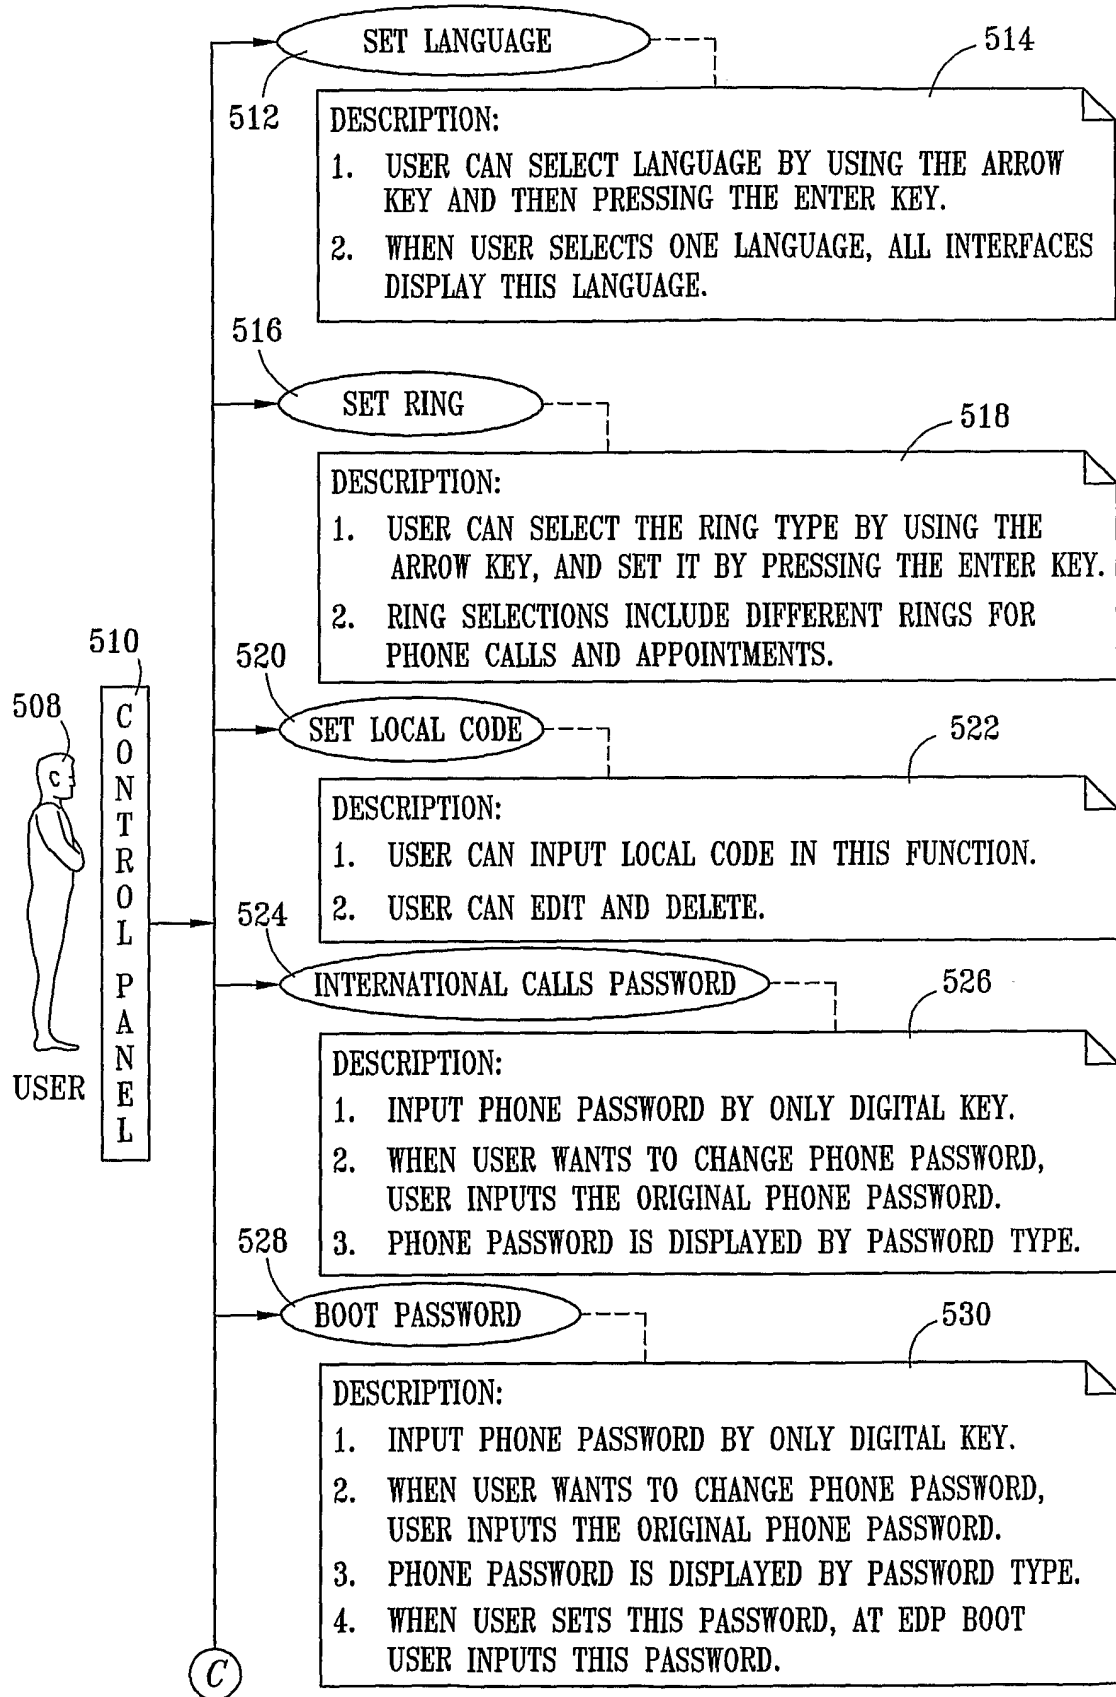 SET LANGUAGE
512
514
DESCRIPTION:
1. USER CAN SELECT LANGUAGE BY USING THE ARROW
KEY AND THEN PRESSING THE ENTER KEY.
2. WHEN USER SELECTS ONE LANGUAGE, ALL INTERFACES
DISPLAY THIS LANGUAGE.
516
SET RING
518
DESCRIPTION:
1. USER CAN SELECT THE RING TYPE BY USING THE
ARROW KEY, AND SET IT BY PRESSING THE ENTER KEY.
2. RING SELECTIONS INCLUDE DIFFERENT RINGS FOR
PHONE CALLS AND APPOINTMENTS.
508
USER
510
CONTROL PANEL
520
SET LOCAL CODE
522
DESCRIPTION:
1. USER CAN INPUT LOCAL CODE IN THIS FUNCTION.
2. USER CAN EDIT AND DELETE.
524
INTERNATIONAL CALLS PASSWORD
526
DESCRIPTION:
1. INPUT PHONE PASSWORD BY ONLY DIGITAL KEY.
2. WHEN USER WANTS TO CHANGE PHONE PASSWORD,
USER INPUTS THE ORIGINAL PHONE PASSWORD.
3. PHONE PASSWORD IS DISPLAYED BY PASSWORD TYPE.
528
BOOT PASSWORD
530
DESCRIPTION:
1. INPUT PHONE PASSWORD BY ONLY DIGITAL KEY.
2. WHEN USER WANTS TO CHANGE PHONE PASSWORD,
USER INPUTS THE ORIGINAL PHONE PASSWORD.
3. PHONE PASSWORD IS DISPLAYED BY PASSWORD TYPE.
4. WHEN USER SETS THIS PASSWORD, AT EDP BOOT
USER INPUTS THIS PASSWORD.
C